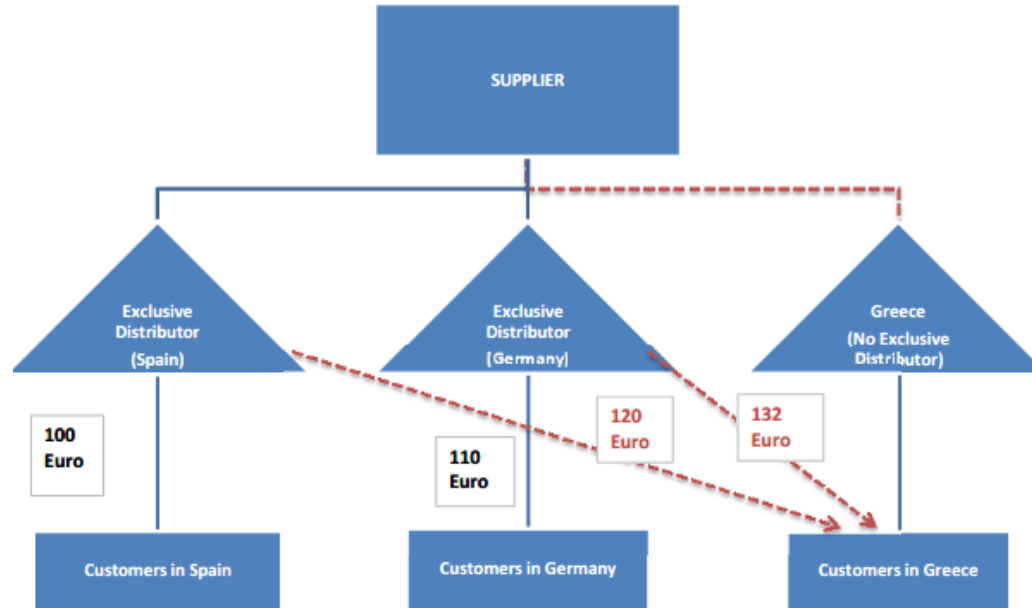 SUPPLIER
Exclusive
Distributor
(Spain)
Exclusive
Distributor
(Germany)
Greece
(No Exclusive
Distributor)
100
Euro
110
Euro
120
Euro
132
Euro
Customers in Spain
Customers in Germany
Customers in Greece